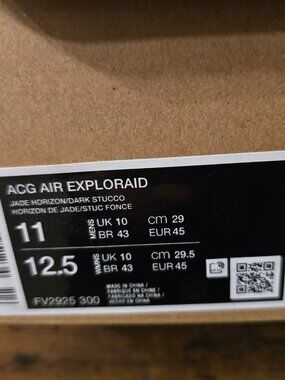 ACG AIR EXPLORAID
JADE HORIZON/DARK STUCCO
HORIZON DE JADE/STUC FONCE
11 MENS UK 10 CM 29
BR 43 EUR 45
12.5 WMNS UK 10 CM 29.5
BR 43 EUR 45
FV2925 300
MADE IN CHINA /
FABRIQUE EN CHINE /
FABRICADO NA CHINA /
HECHO EN CHINA